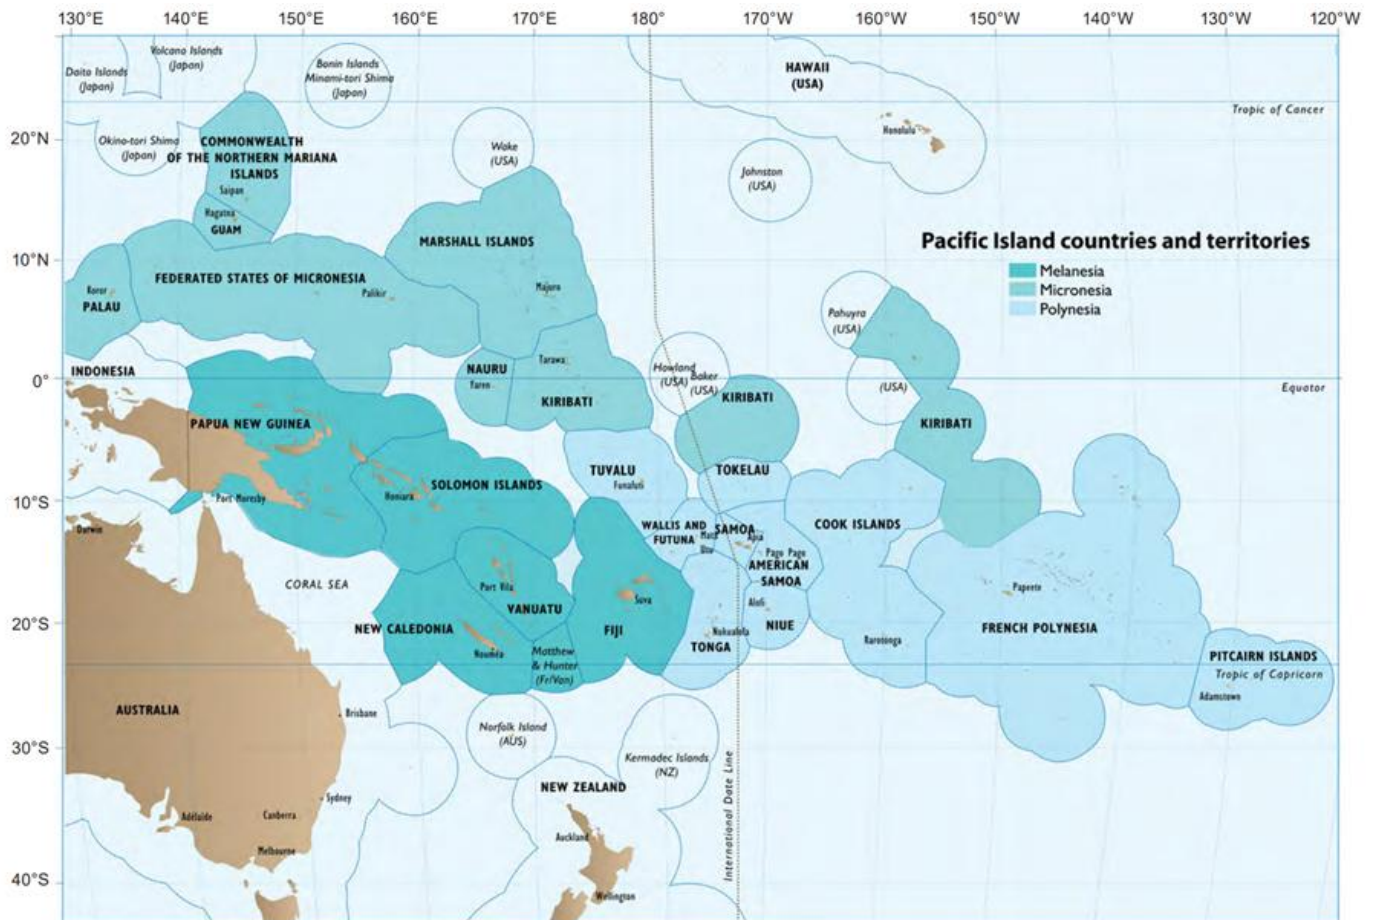 130°E 140°E 150°E 160°E 170°E 180° 170°W 160°W 150°W 140°W 130°W 120°W
Volcano Islands
(Japan)
Daito Islands
(Japan)
Bonin Islands
Minami-tori Shima
(Japan)
HAWAII
(USA)
Tropic of Cancer
Honolulu
20°N
Okino-tori Shima
(Japan)
COMMONWEALTH
OF THE NORTHERN MARIANA
ISLANDS
Saipan
Wake
(USA)
Johnston
(USA)
Hagatna
GUAM
MARSHALL ISLANDS
Majuro
Pacific Island countries and territories
Melanesia
Micronesia
Polynesia
10°N
FEDERATED STATES OF MICRONESIA
Palikir
Koror
PALAU
Pahuyra
(USA)
INDONESIA
NAURU
Yaren
Tarawa
KIRIBATI
Howland
(USA)
Baker
(USA)
KIRIBATI
(USA)
KIRIBATI
0°
Equator
PAPUA NEW GUINEA
Port Moresby
SOLOMON ISLANDS
Honiara
TUVALU
Funafuti
TOKELAU
10°S
Darwin
WALLIS AND
FUTUNA
Mata
Utu
SAMOA
Apia
Pago Pago
AMERICAN
SAMOA
COOK ISLANDS
CORAL SEA
Port Vila
VANUATU
Suva
FIJI
Alofi
NIUE
Papeete
FRENCH POLYNESIA
20°S
NEW CALEDONIA
Noumea
Matthew
& Hunter
(Fr/Van)
Nukualofa
TONGA
Rarotonga
PITCAIRN ISLANDS
Tropic of Capricorn
Adamstown
AUSTRALIA
Brisbane
Norfolk Island
(AUS)
Kermadec Islands
(NZ)
30°S
NEW ZEALAND
International Date Line
Sydney
Adélaide
Canberra
Melbourne
Auckland
Wellington
40°S